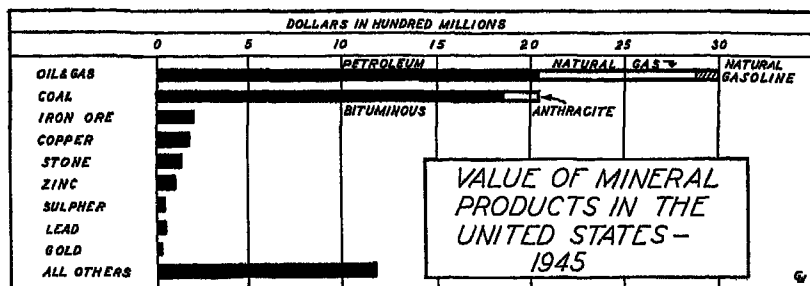 DOLLARS IN HUNDRED MILLIONS
0 5 10 15 20 25 30
PETROLEUM NATURAL GAS NATURAL
OIL & GAS GASOLINE
COAL
BITUMINOUS ANTHRACITE
IRON ORE
COPPER
STONE
ZINC
SULPHER
LEAD
GOLD
ALL OTHERS
VALUE OF MINERAL
PRODUCTS IN THE
UNITED STATES–
1945